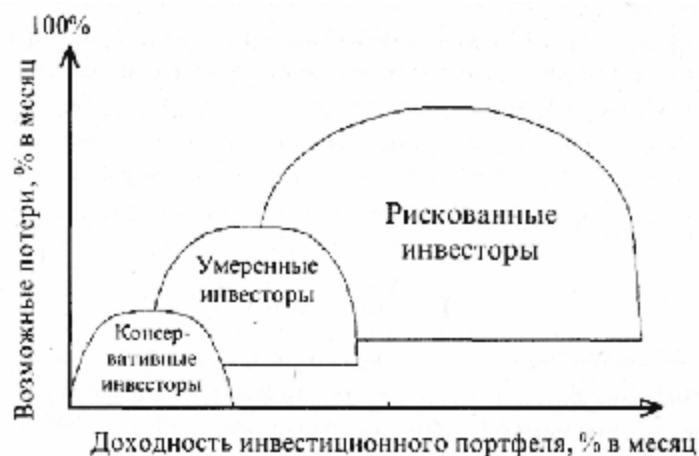 100%
Возможные потери, % в месяц
Рискованные
инвесторы
Умеренные
инвесторы
Консер-
вативные
инвесторы
Доходность инвестиционного портфеля, % в месяц